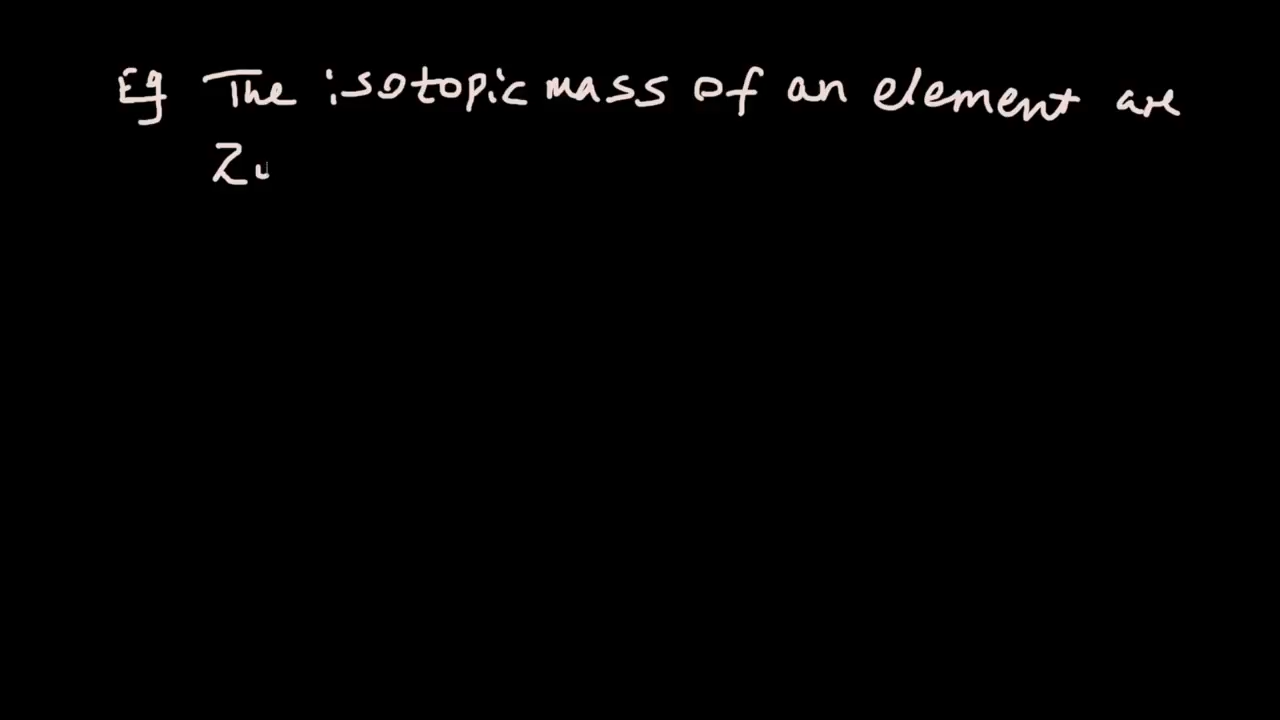 Eg The isotopic mass of an element are